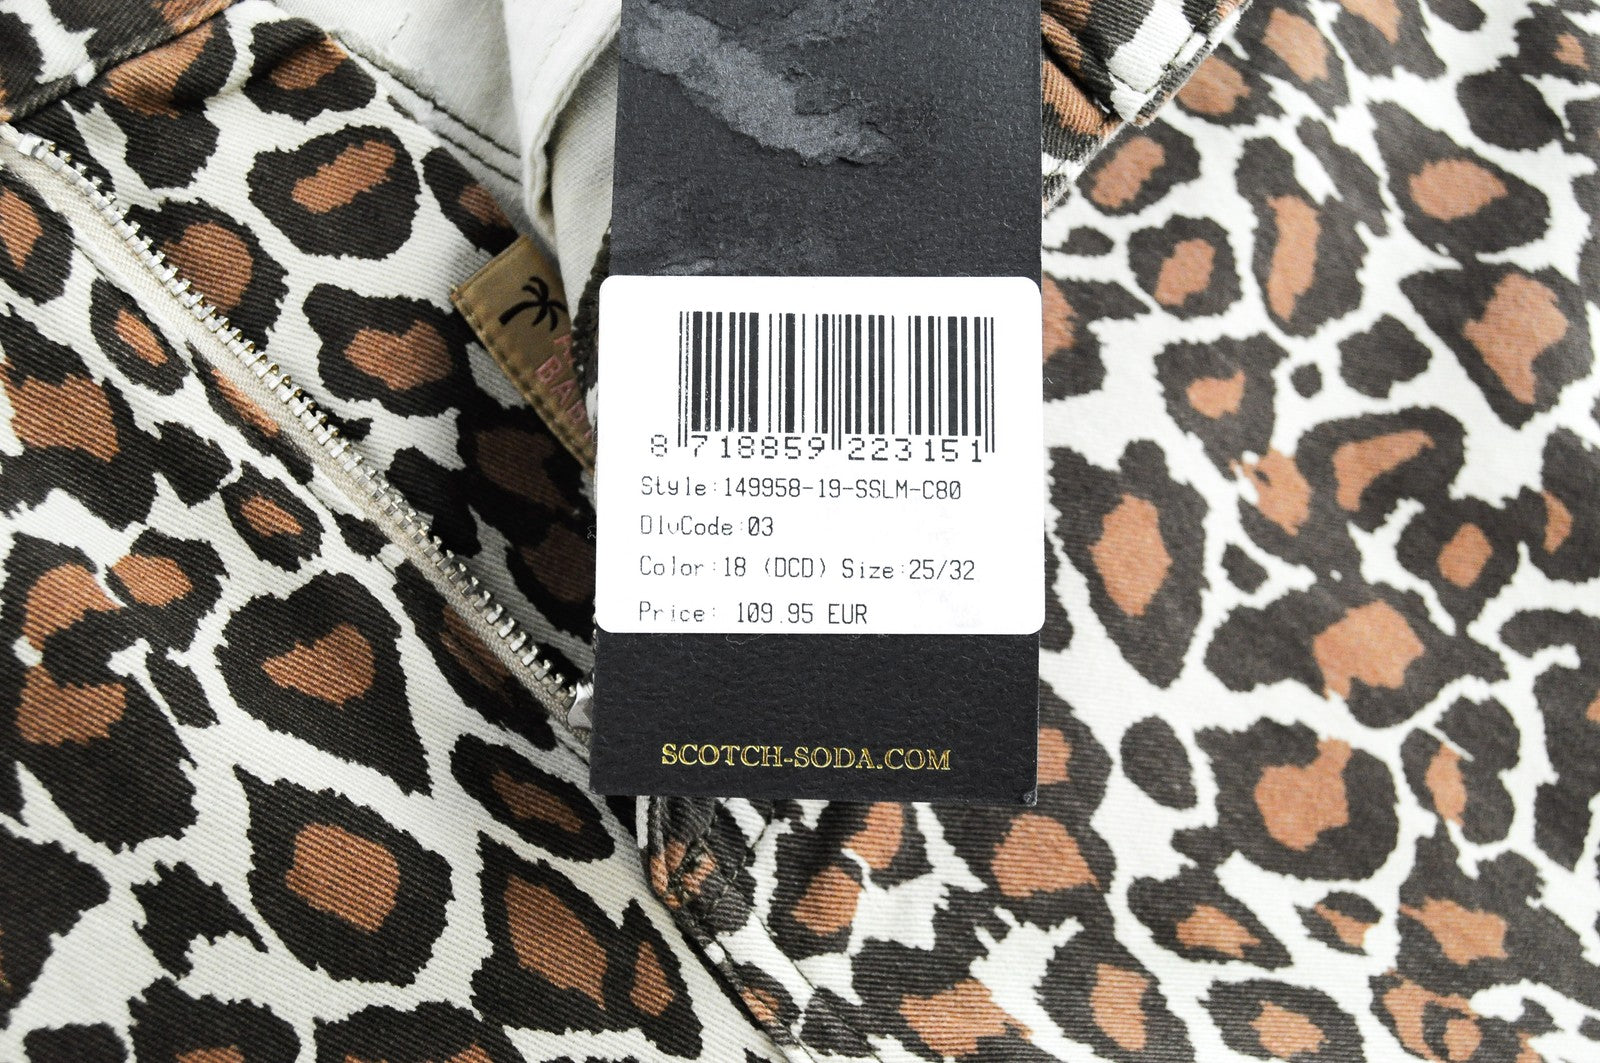 8 718859 223151
Style:149958-19-SSLM-C80
DlvCode:03
Color:18 (DCD) Size:25/32
Price: 109.95 EUR
SCOTCH-SODA.COM